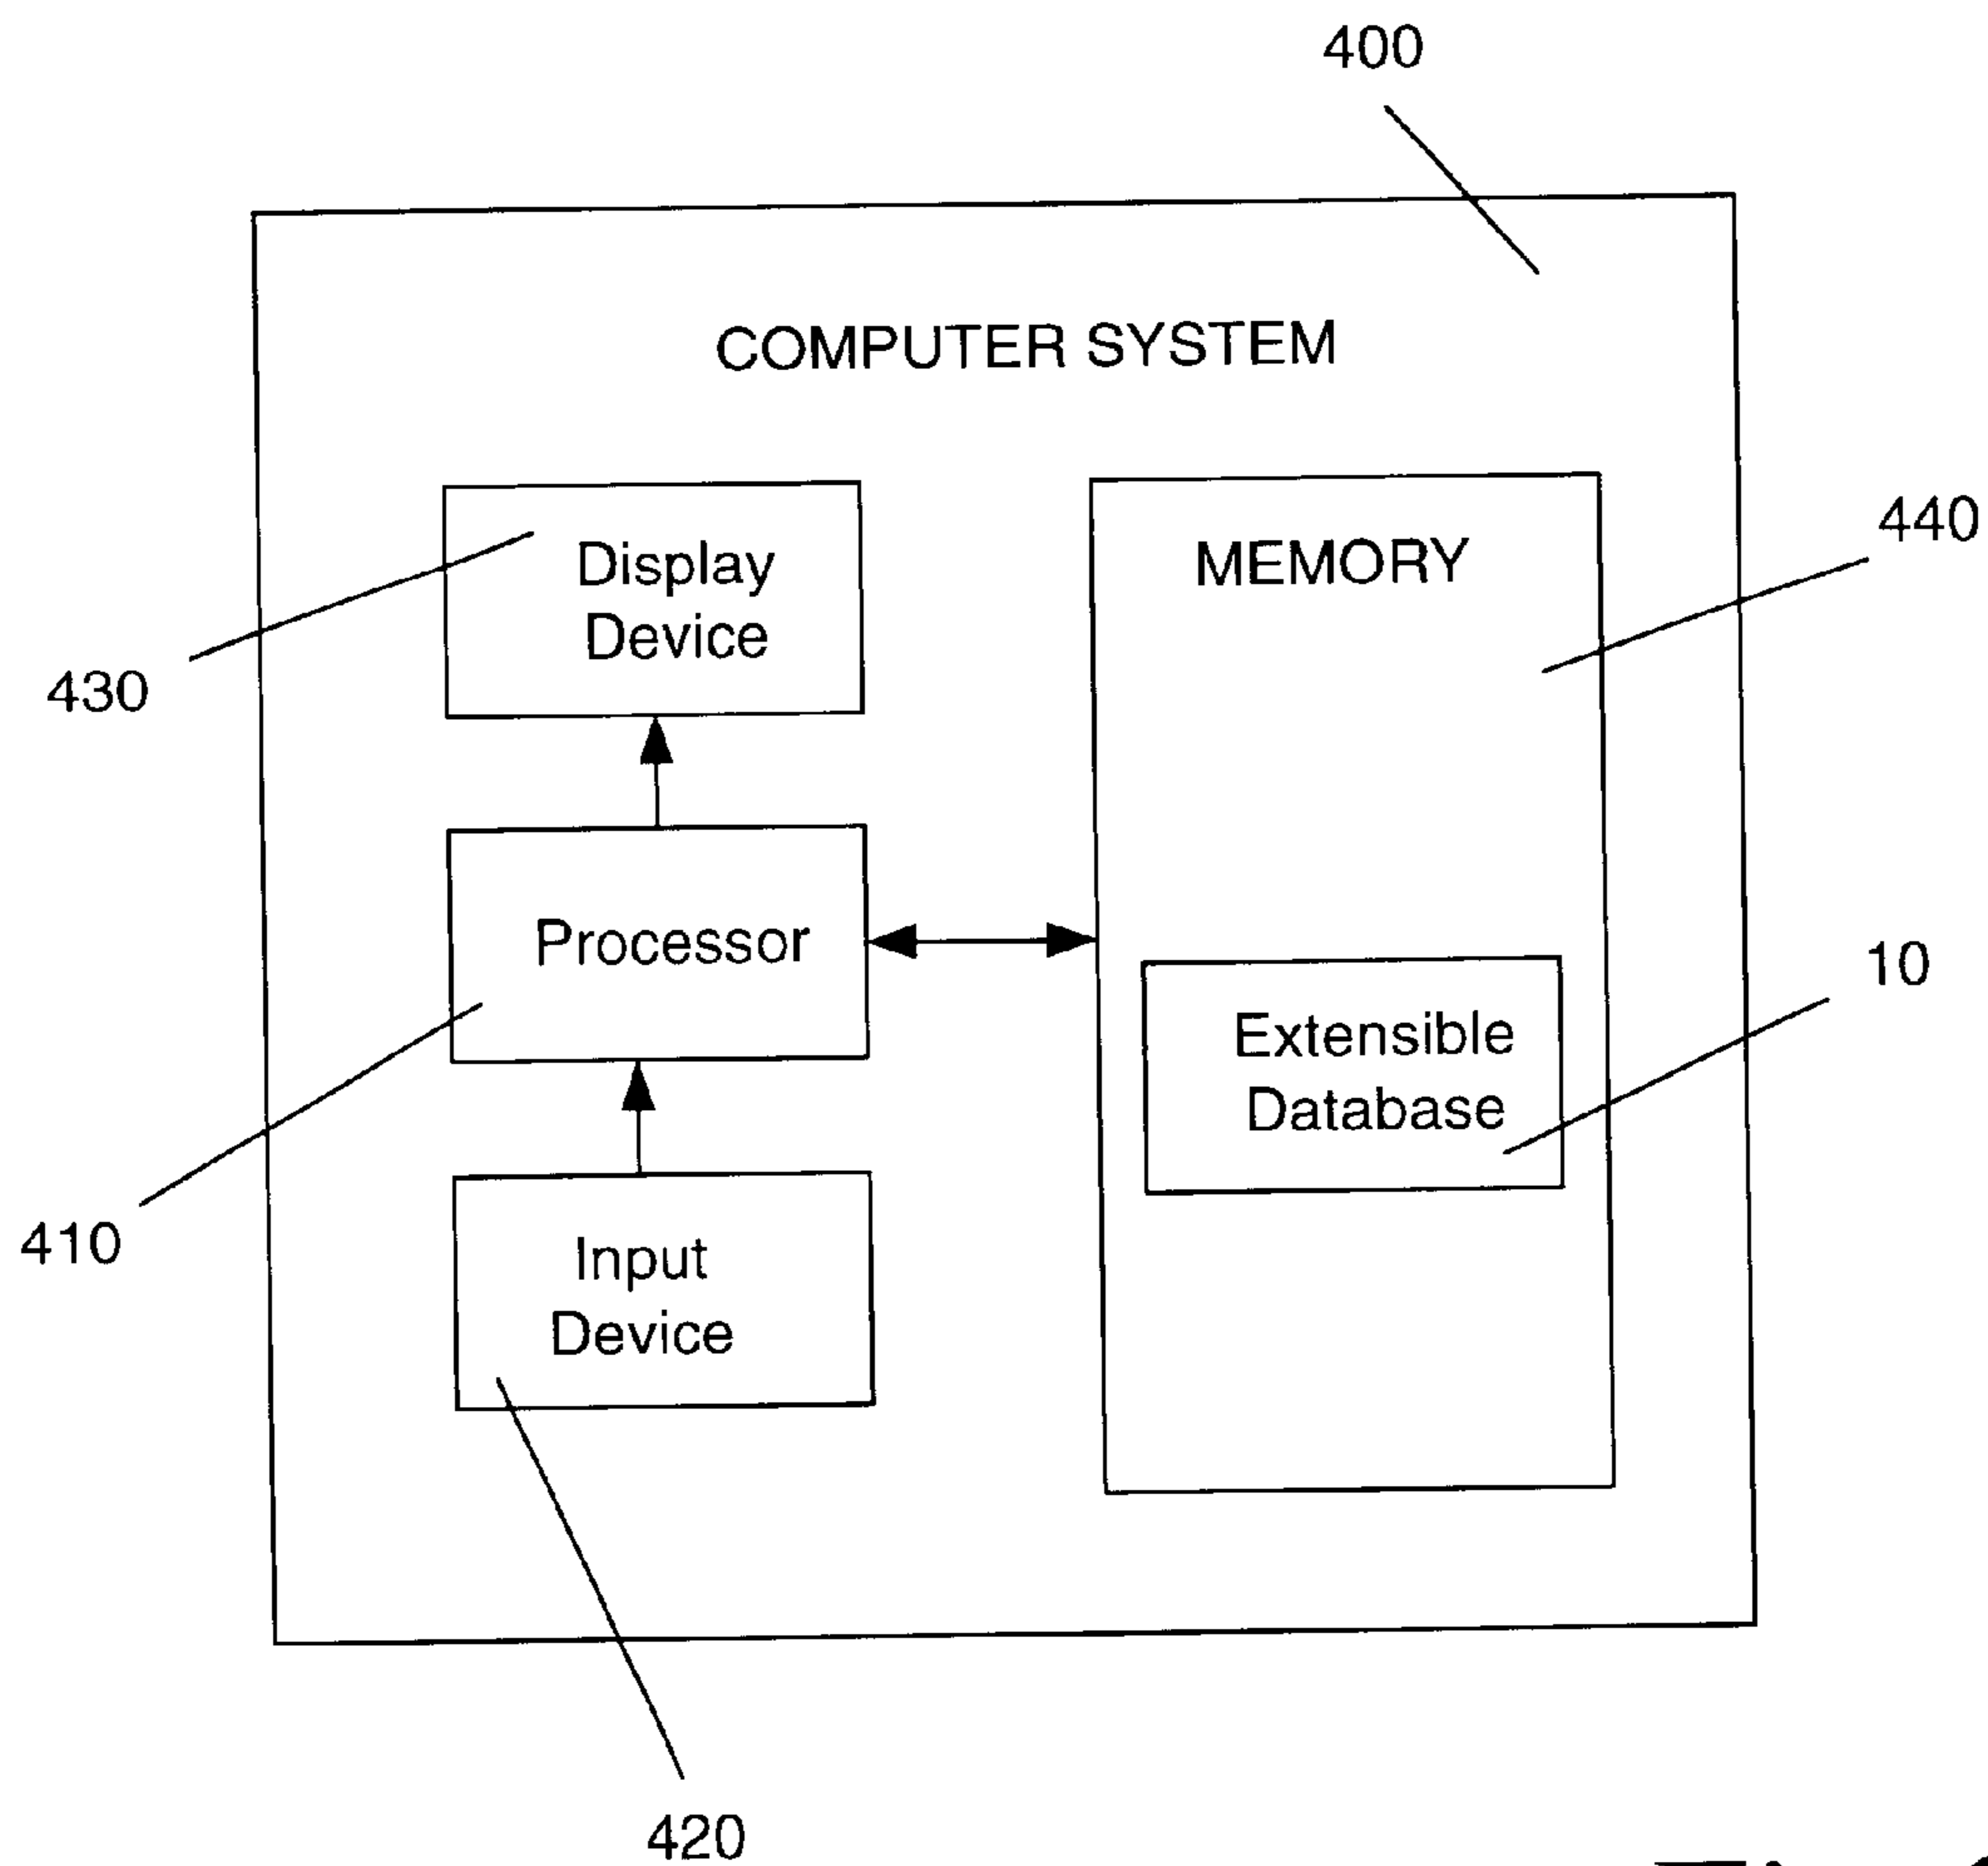 400
COMPUTER SYSTEM
440
Display
Device
MEMORY
430
Processor
10
Extensible
Database
410
Input
Device
420